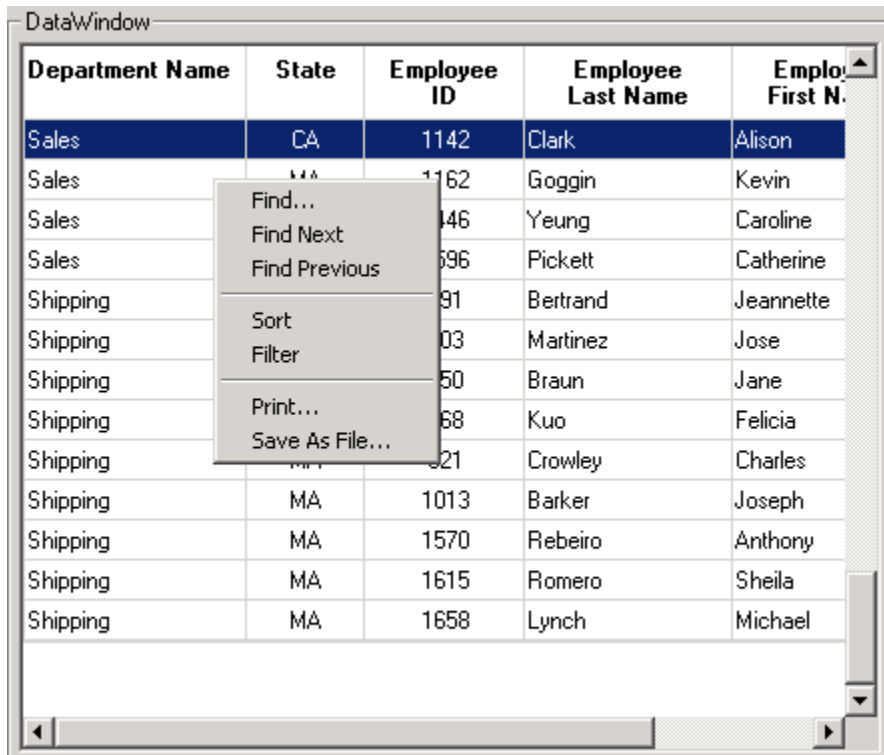 DataWindow
Department Name State Employee ID Employee Last Name First
Sales CA 1142 Clark Alison
Sales 1162 Goggin Kevin
Find...
Sales Yeung Caroline
Find Next
Sales Pickett Catherine
Find Previous
Shipping Bertrand Jeannette
Sort
Shipping Martinez Jose
Filter
Shipping Braun Jane
Print...
Shipping Kuo Felicia
Save As File...
Shipping Crowley Charles
Shipping MA 1013 Barker Joseph
Shipping MA 1570 Rebeiro Anthony
Shipping MA 1615 Romero Sheila
Shipping MA 1658 Lynch Michael